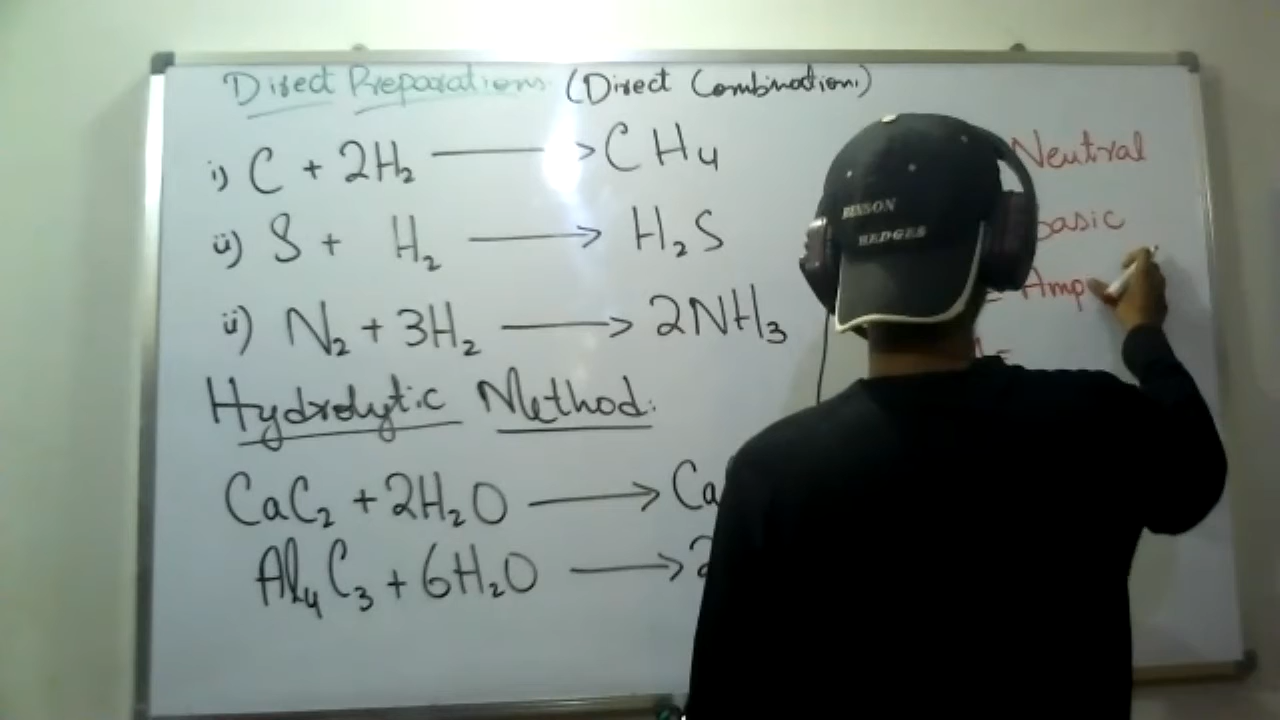 Direct Preparations (Direct Combination)
i) C + 2H₂ ⟶ CH₄
ii) S + H₂ ⟶ H₂S
ii) N₂ + 3H₂ ⟶ 2NH₃
Hydrolytic Method:
CaC₂ + 2H₂O ⟶ Ca
Al₄C₃ + 6H₂O ⟶ 2
Neutral
basic
= Amp
BENSON
HEDGES